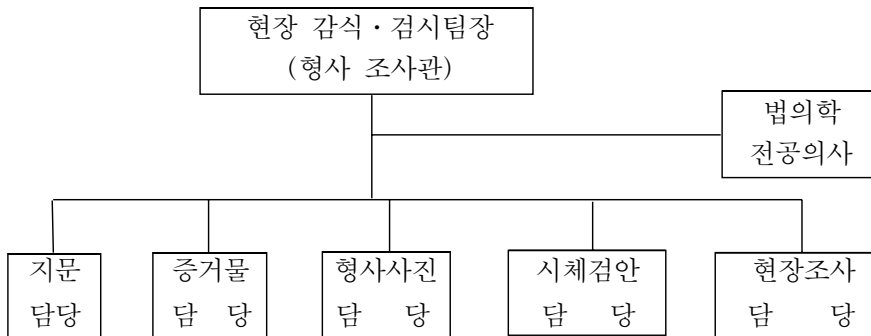 현장 감식·검시팀장
(형사 조사관)
법의학
전공의사
지문
담당
증거물
담 당
형사사진
담 당
시체검안
담 당
현장조사
담 당